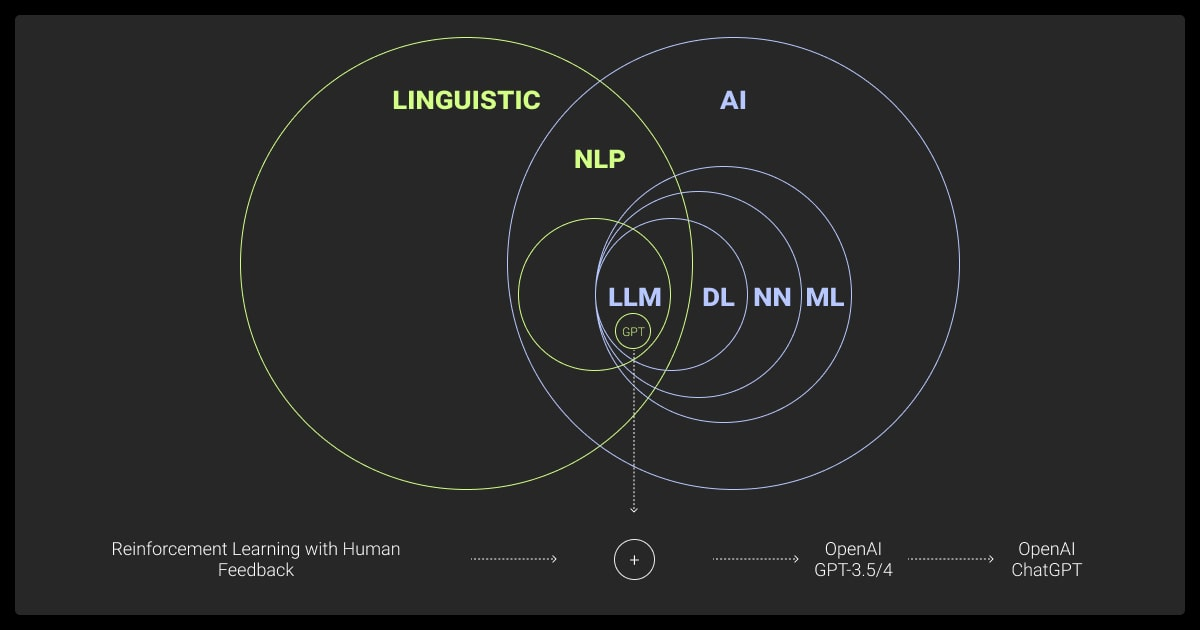 LINGUISTIC
AI
NLP
LLM
DL
NN
ML
GPT
Reinforcement Learning with Human
Feedback
+
OpenAI
GPT-3.5/4
OpenAI
ChatGPT